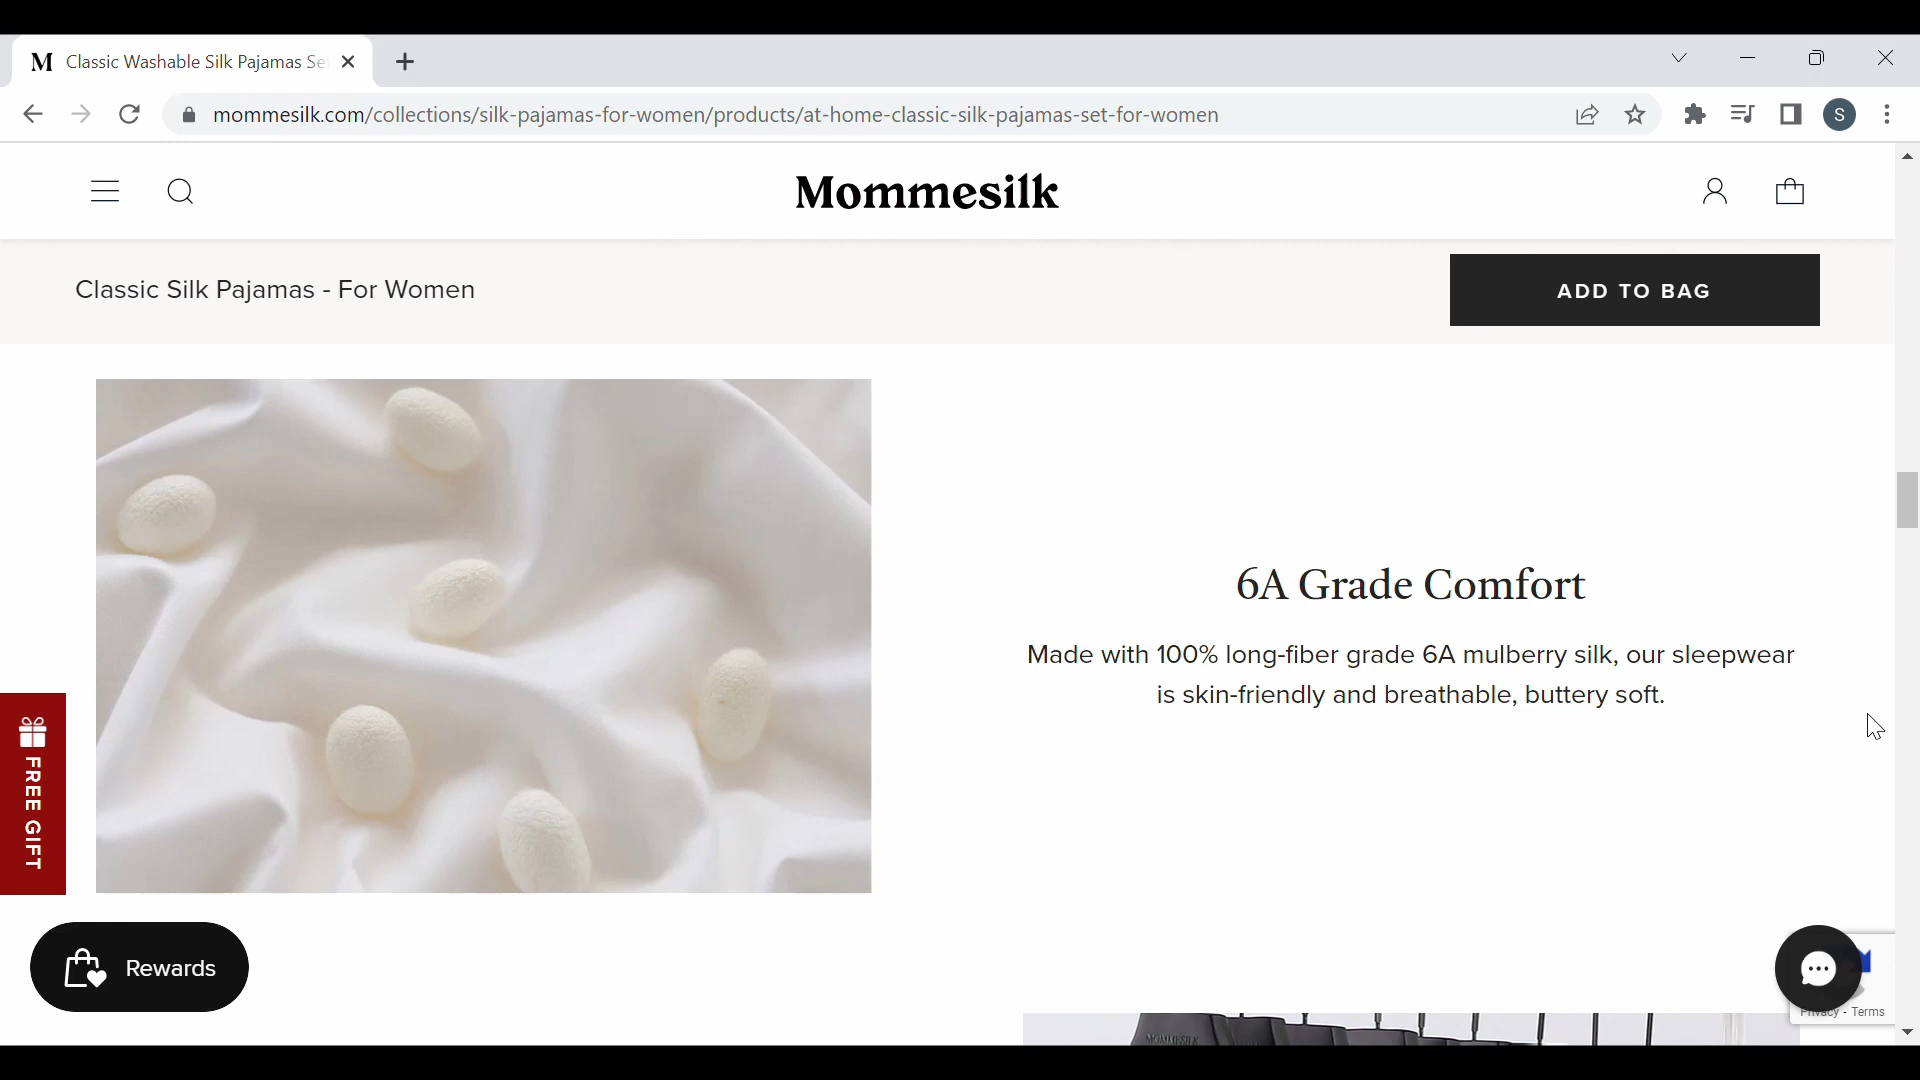 M Classic Washable Silk Pajamas Se
mommesilk.com/collections/silk-pajamas-for-women/products/at-home-classic-silk-pajamas-set-for-women
S
Mommesilk
Classic Silk Pajamas - For Women
ADD TO BAG
6A Grade Comfort
Made with 100% long-fiber grade 6A mulberry silk, our sleepwear
is skin-friendly and breathable, buttery soft.
FREE GIFT
Rewards
Privacy - Terms
MOMMESILK